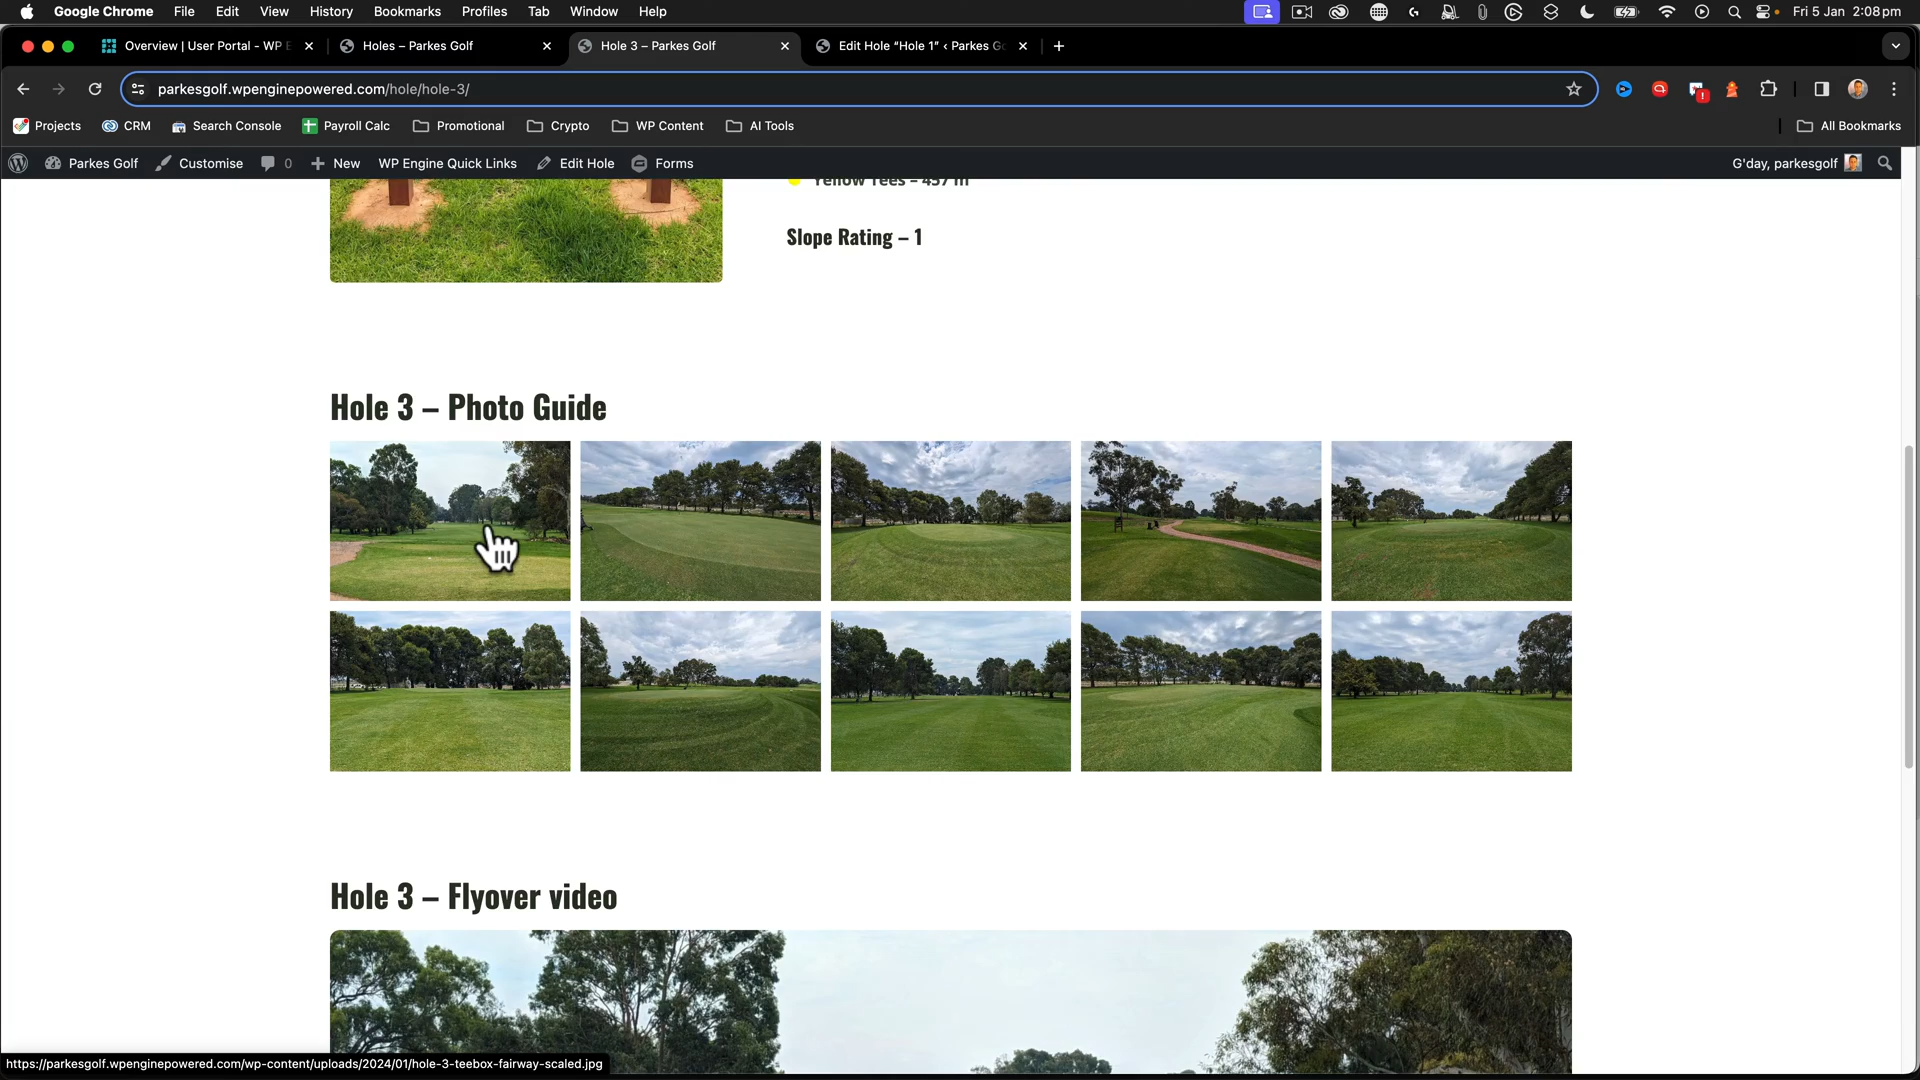 Google Chrome File Edit View History Bookmarks Profiles Tab Window Help Fri 5 Jan 2:08 pm
Overview | User Portal - WP E Holes – Parkes Golf Hole 3 – Parkes Golf Edit Hole “Hole 1” ‹ Parkes Go
parkesgolf.wpenginepowered.com/hole/hole-3/
Projects CRM Search Console Payroll Calc Promotional Crypto WP Content AI Tools All Bookmarks
Parkes Golf Customise 0 New WP Engine Quick Links Edit Hole Forms G'day, parkesgolf
Yellow Tees – 457 m
Slope Rating – 1
Hole 3 – Photo Guide
Hole 3 – Flyover video
https://parkesgolf.wpenginepowered.com/wp-content/uploads/2024/01/hole-3-teebox-fairway-scaled.jpg